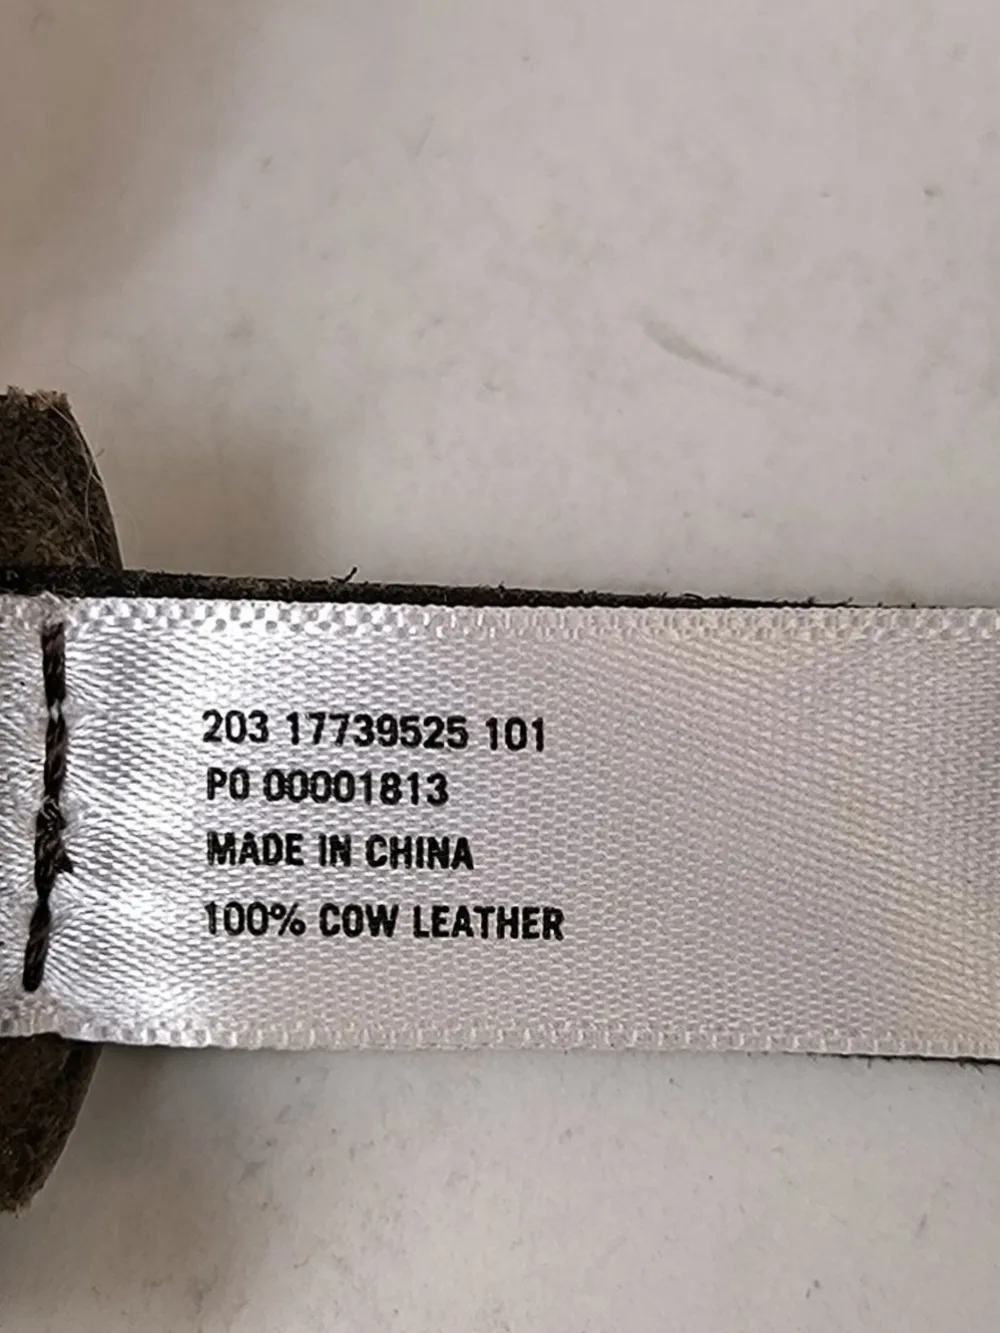 203 17739525 101
PO 00001813
MADE IN CHINA
100% COW LEATHER